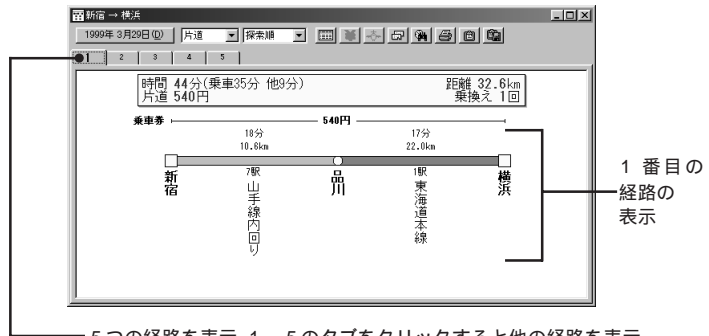 新宿 → 横浜
1999年 3月29日(D) 片道 探索順
1 2 3 4 5
時間 44分(乗車35分 他9分) 距離 32.6km
片道 540円 乗換え 1回
乗車券 540円
18分 17分
10.6km 22.0km
新宿 7駅 品川 1駅 横浜
山手線内回り 東海道本線
1 番目の
経路の
表示
5つの経路を表示 1 5のタブをクリックすると他の経路を表示